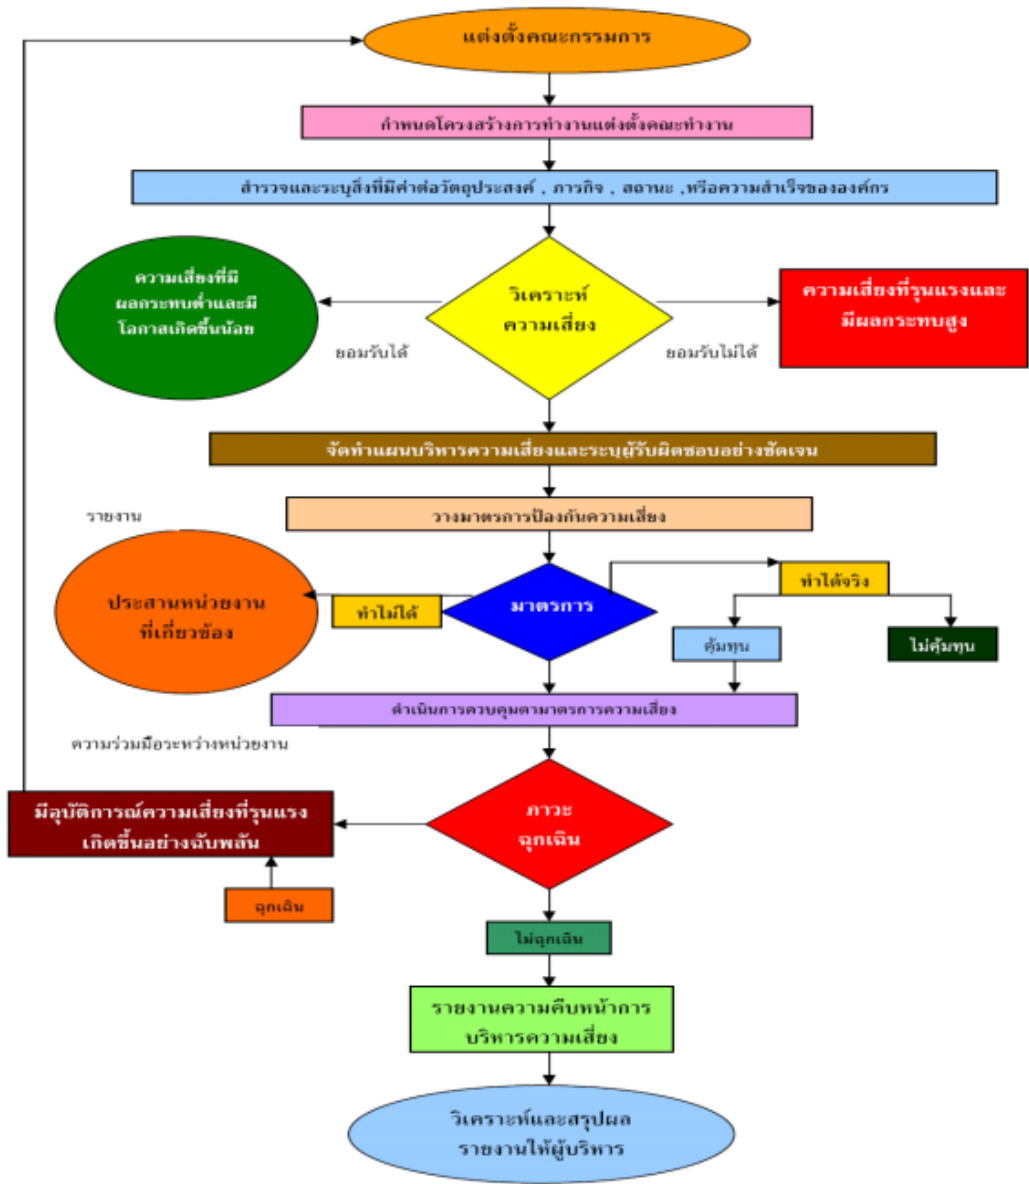 แต่งตั้งคณะกรรมการ
กำหนดโครงสร้างการทำงานแต่งตั้งคณะทำงาน
สำรวจและระบุสิ่งที่มีค่าต่อวัตถุประสงค์ , ภารกิจ , สถานะ ,หรือความสำเร็จขององค์กร
ความเสี่ยงที่มี
ผลกระทบต่ำและมี
โอกาสเกิดขึ้นน้อย
วิเคราะห์
ความเสี่ยง
ความเสี่ยงที่รุนแรงและ
มีผลกระทบสูง
ยอมรับได้
ยอมรับไม่ได้
จัดทำแผนบริหารความเสี่ยงและระบุผู้รับผิดชอบอย่างชัดเจน
วางมาตรการป้องกันความเสี่ยง
รายงาน
ประสานหน่วยงาน
ที่เกี่ยวข้อง
ทำไม่ได้
มาตรการ
ทำได้จริง
คุ้มทุน
ไม่คุ้มทุน
ดำเนินการควบคุมตามาตรการความเสี่ยง
ความร่วมมือระหว่างหน่วยงาน
มีอุบัติการณ์ความเสี่ยงที่รุนแรง
เกิดขึ้นอย่างฉับพลัน
ภาวะ
ฉุกเฉิน
ฉุกเฉิน
ไม่ฉุกเฉิน
รายงานความคืบหน้าการ
บริหารความเสี่ยง
วิเคราะห์และสรุปผล
รายงานให้ผู้บริหาร